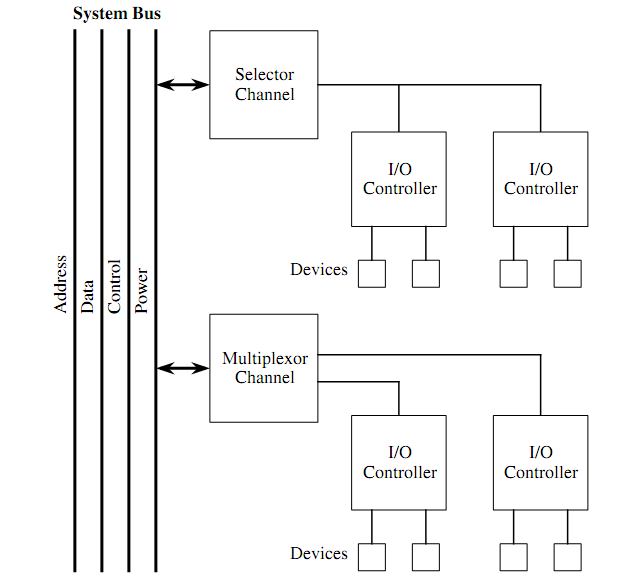 System Bus
Selector
Channel
I/O
Controller
I/O
Controller
Devices
Address
Data
Control
Power
Multiplexor
Channel
I/O
Controller
I/O
Controller
Devices